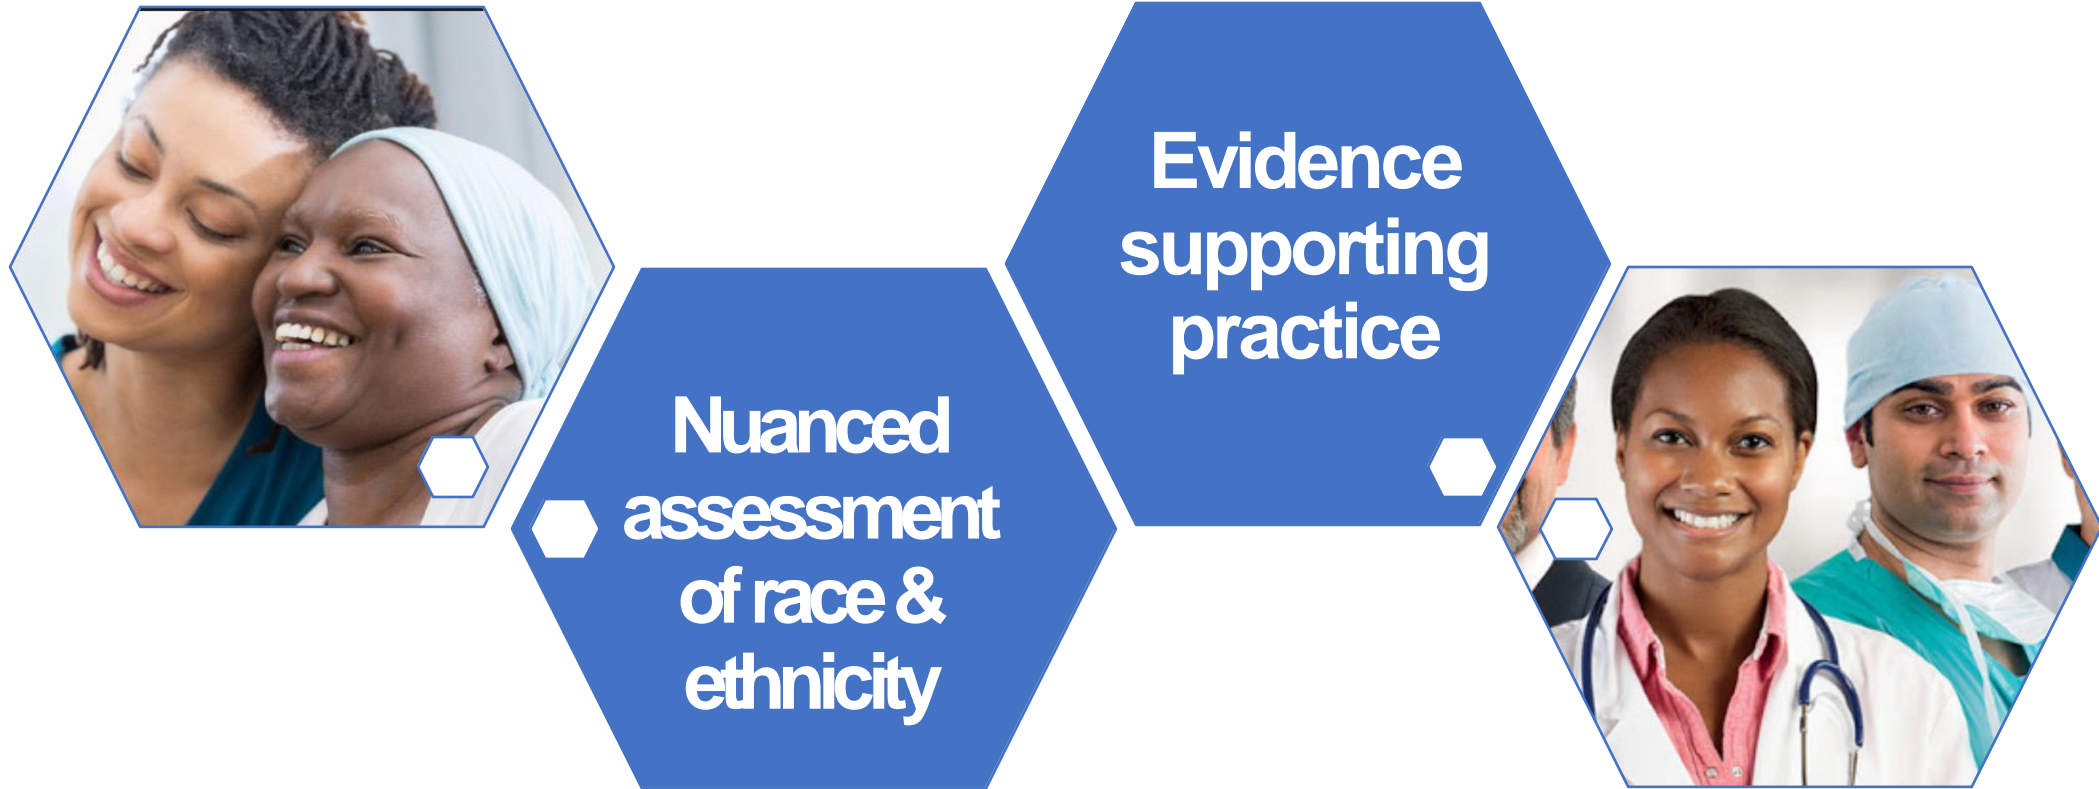 Nuanced
assessment
of race &
ethnicity
Evidence
supporting
practice